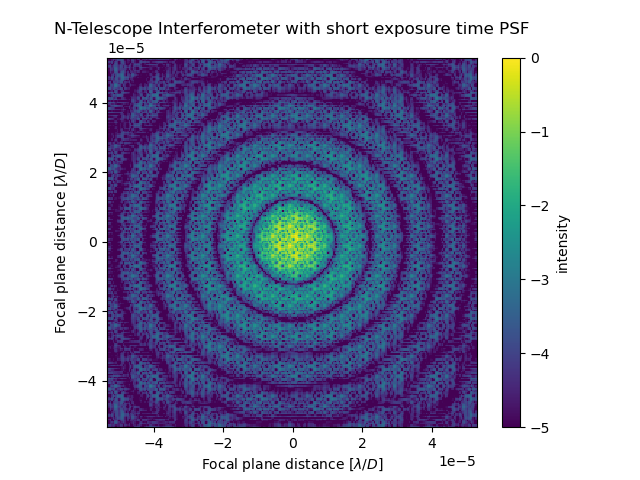 N-Telescope Interferometer with short exposure time PSF
1e−5
4
2
0
−2
−4
Focal plane distance [λ/D]
−4 −2 0 2 4
1e−5
Focal plane distance [λ/D]
0
−1
−2
−3
−4
−5
intensity